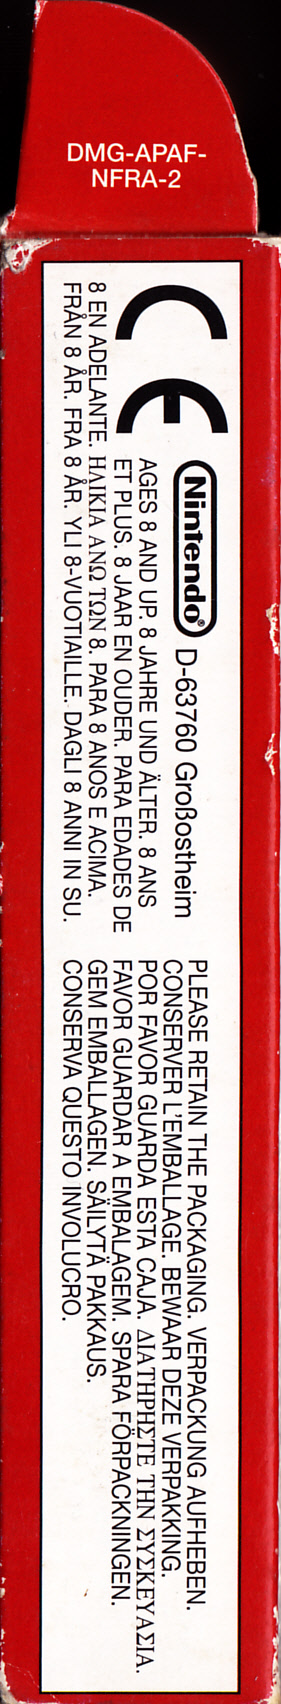 DMG-APAF-
NFRA-2
CE
Nintendo® D-63760 Großostheim
AGES 8 AND UP. 8 JAHRE UND ÄLTER. 8 ANS
ET PLUS. 8 JAAR EN OUDER. PARA EDADES DE
8 EN ADELANTE. ΗΛΙΚΙΑ ΑΝΩ ΤΩΝ 8. PARA 8 ANOS E ACIMA.
FRÅN 8 ÅR. FRA 8 ÅR. YLI 8-VUOTIAILLE. DAGLI 8 ANNI IN SU.
PLEASE RETAIN THE PACKAGING. VERPACKUNG AUFHEBEN.
CONSERVER L'EMBALLAGE. BEWAAR DEZE VERPAKKING.
POR FAVOR GUARDA ESTA CAJA. ΔΙΑΤΗΡΗΣΤΕ ΤΗΝ ΣΥΣΚΕΥΑΣΙΑ.
FAVOR GUARDAR A EMBALAGEM. SPARA FÖRPACKNINGEN.
GEM EMBALLAGEN. SÄILYTÄ PAKKAUS.
CONSERVA QUESTO INVOLUCRO.